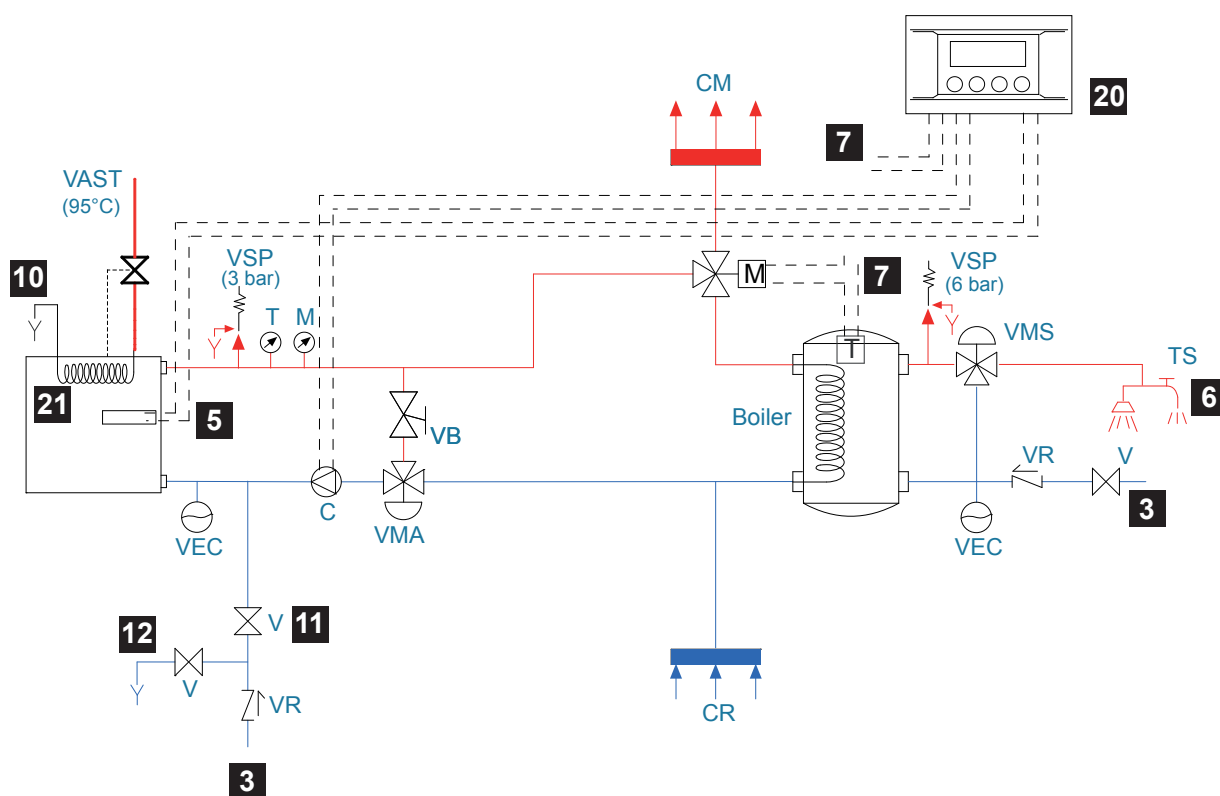 20
CM
7
VAST
(95°C)
10
VSP
(3 bar)
T
M
M
7
VSP
(6 bar)
VMS
TS
T
21
5
6
Boiler
VB
VR
V
3
C
VEC
VMA
VEC
12
V
11
V
VR
CR
3